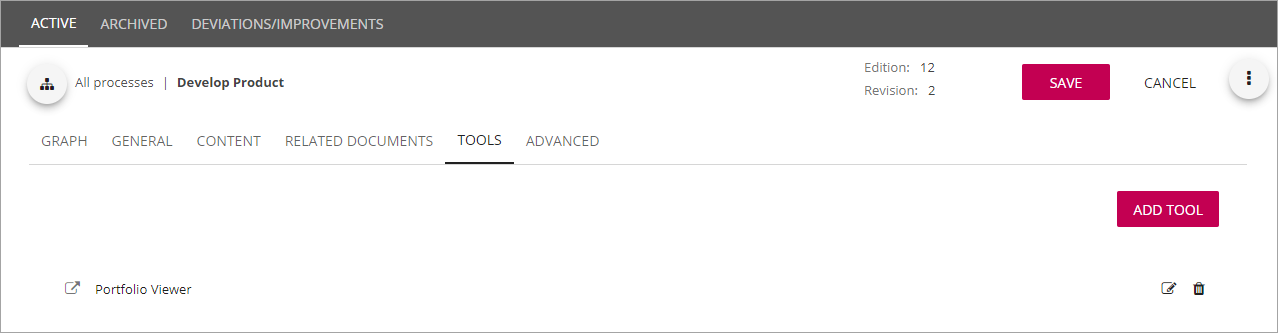 ACTIVE ARCHIVED DEVIATIONS/IMPROVEMENTS
All processes | Develop Product
Edition: 12
Revision: 2
SAVE CANCEL
GRAPH GENERAL CONTENT RELATED DOCUMENTS TOOLS ADVANCED
ADD TOOL
Portfolio Viewer